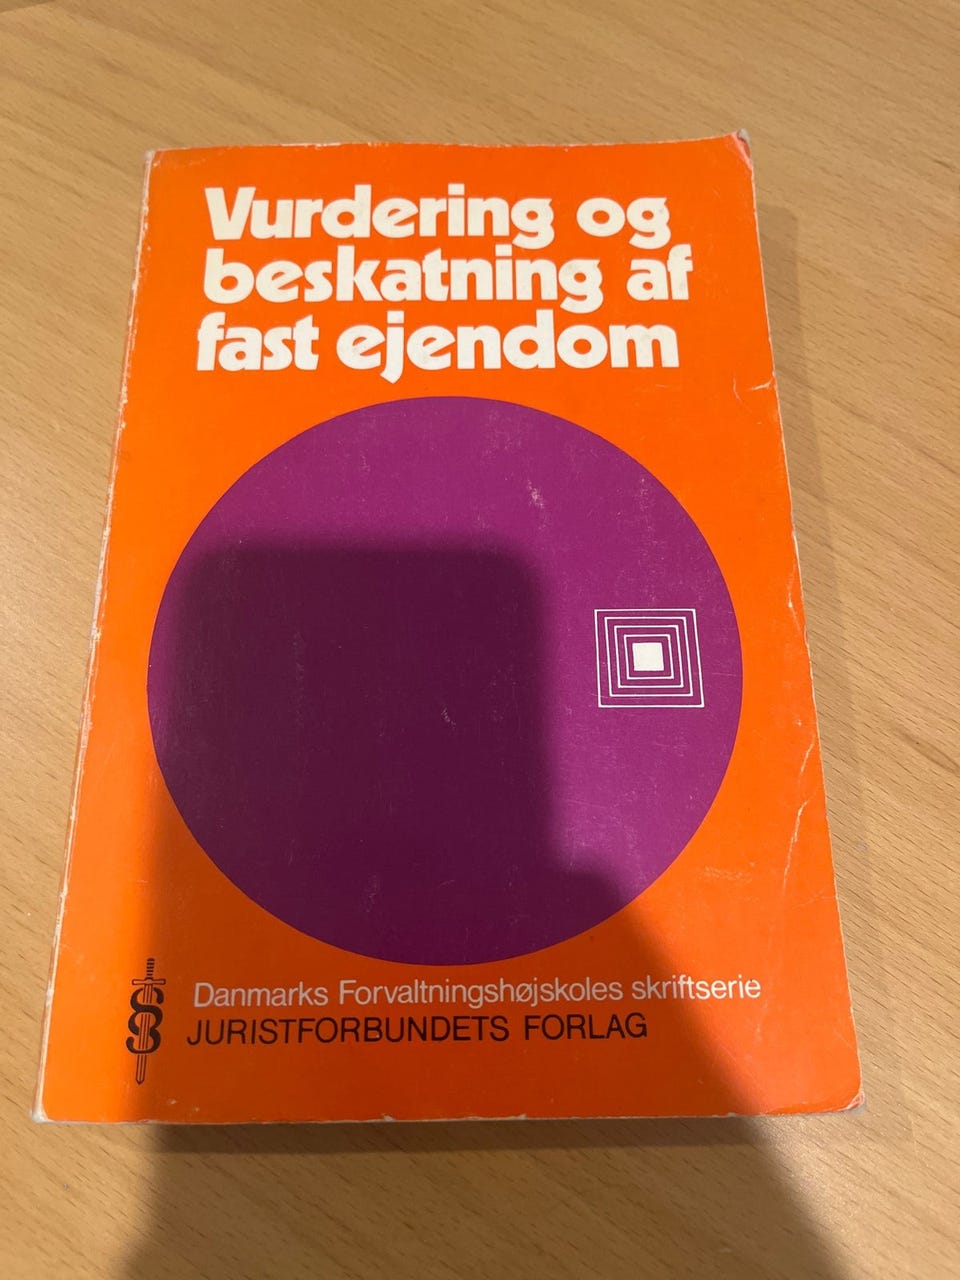 Vurdering og
beskatning af
fast ejendom
Danmarks Forvaltningshøjskoles skriftserie
JURISTFORBUNDETS FORLAG